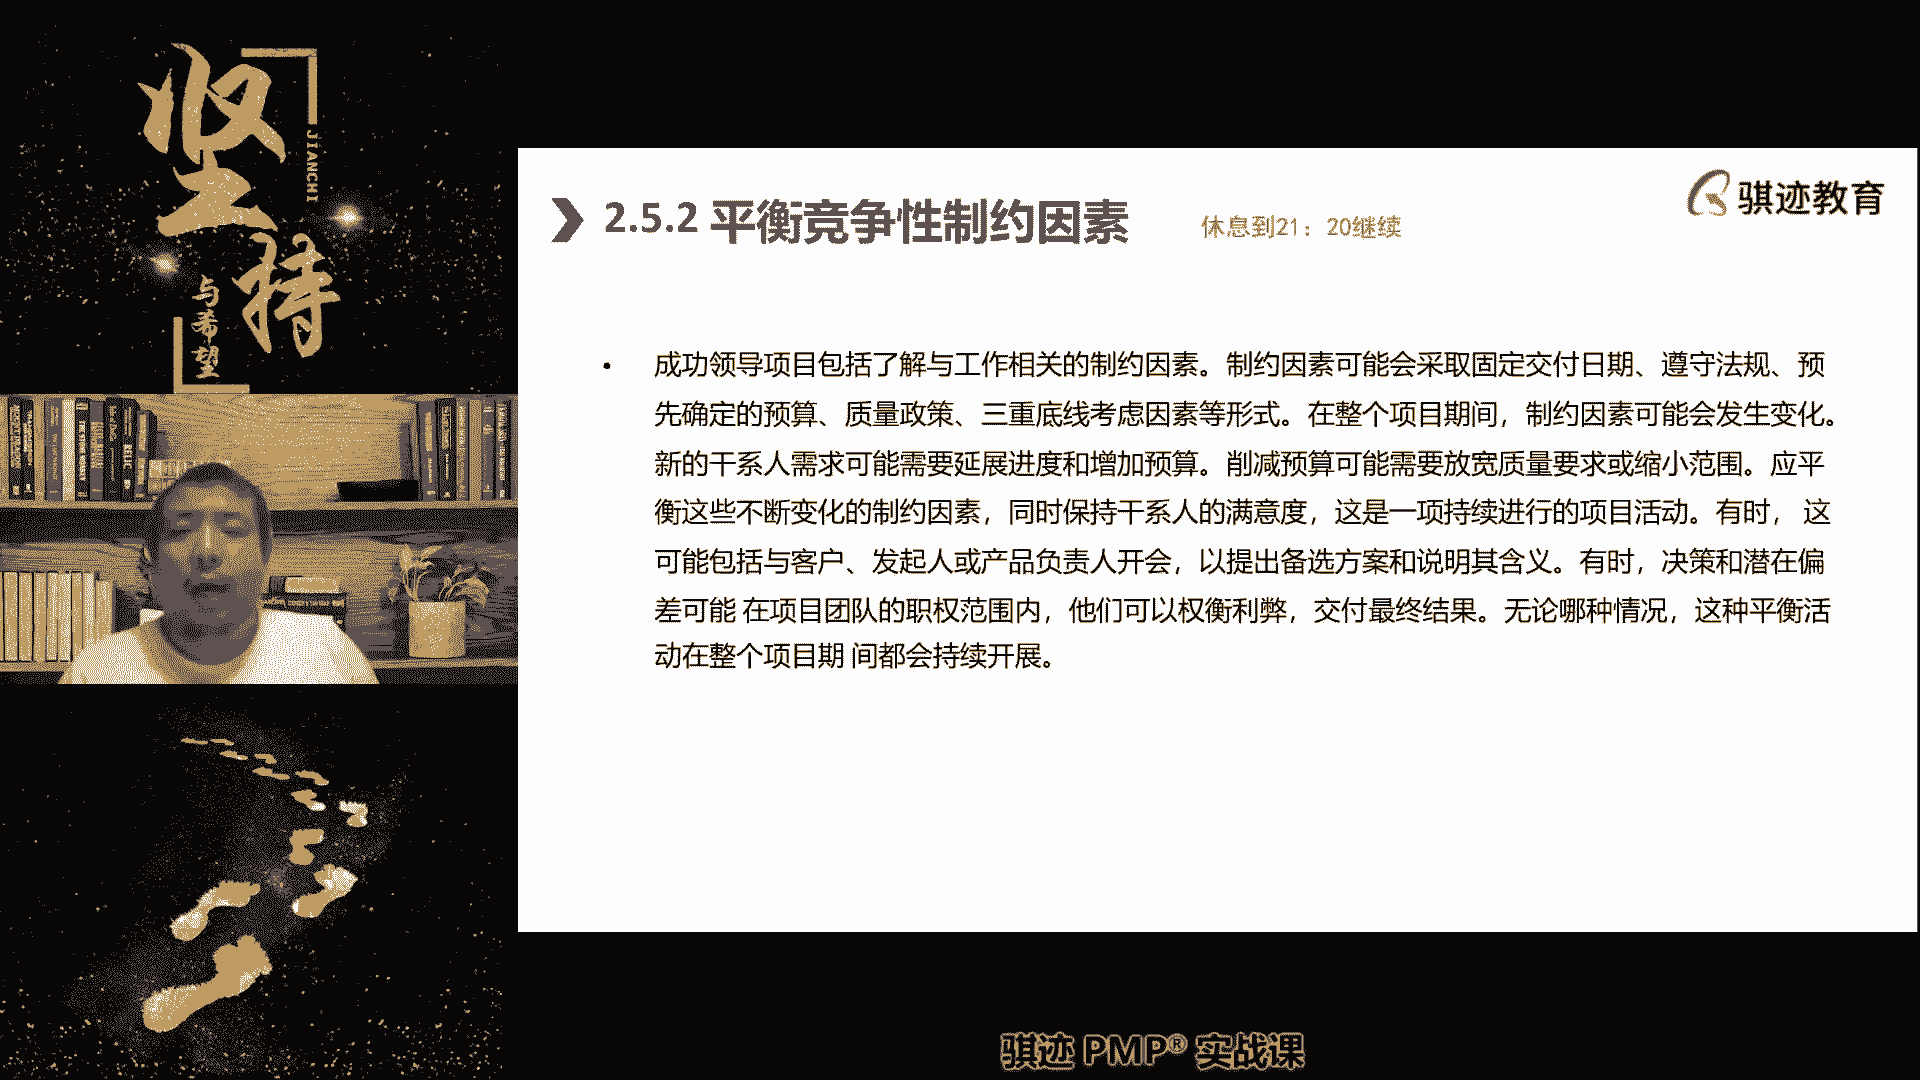 坚持
JIANCHI
与希望
2.5.2 平衡竞争性制约因素
休息到21：20继续
骐迹教育
• 成功领导项目包括了解与工作相关的制约因素。制约因素可能会采取固定交付日期、遵守法规、预
先确定的预算、质量政策、三重底线考虑因素等形式。在整个项目期间，制约因素可能会发生变化。
新的干系人需求可能需要延展进度和增加预算。削减预算可能需要放宽质量要求或缩小范围。应平
衡这些不断变化的制约因素，同时保持干系人的满意度，这是一项持续进行的项目活动。有时， 这
可能包括与客户、发起人或产品负责人开会，以提出备选方案和说明其含义。有时，决策和潜在偏
差可能 在项目团队的职权范围内，他们可以权衡利弊，交付最终结果。无论哪种情况，这种平衡活
动在整个项目期 间都会持续开展。
骐迹 PMP® 实战课